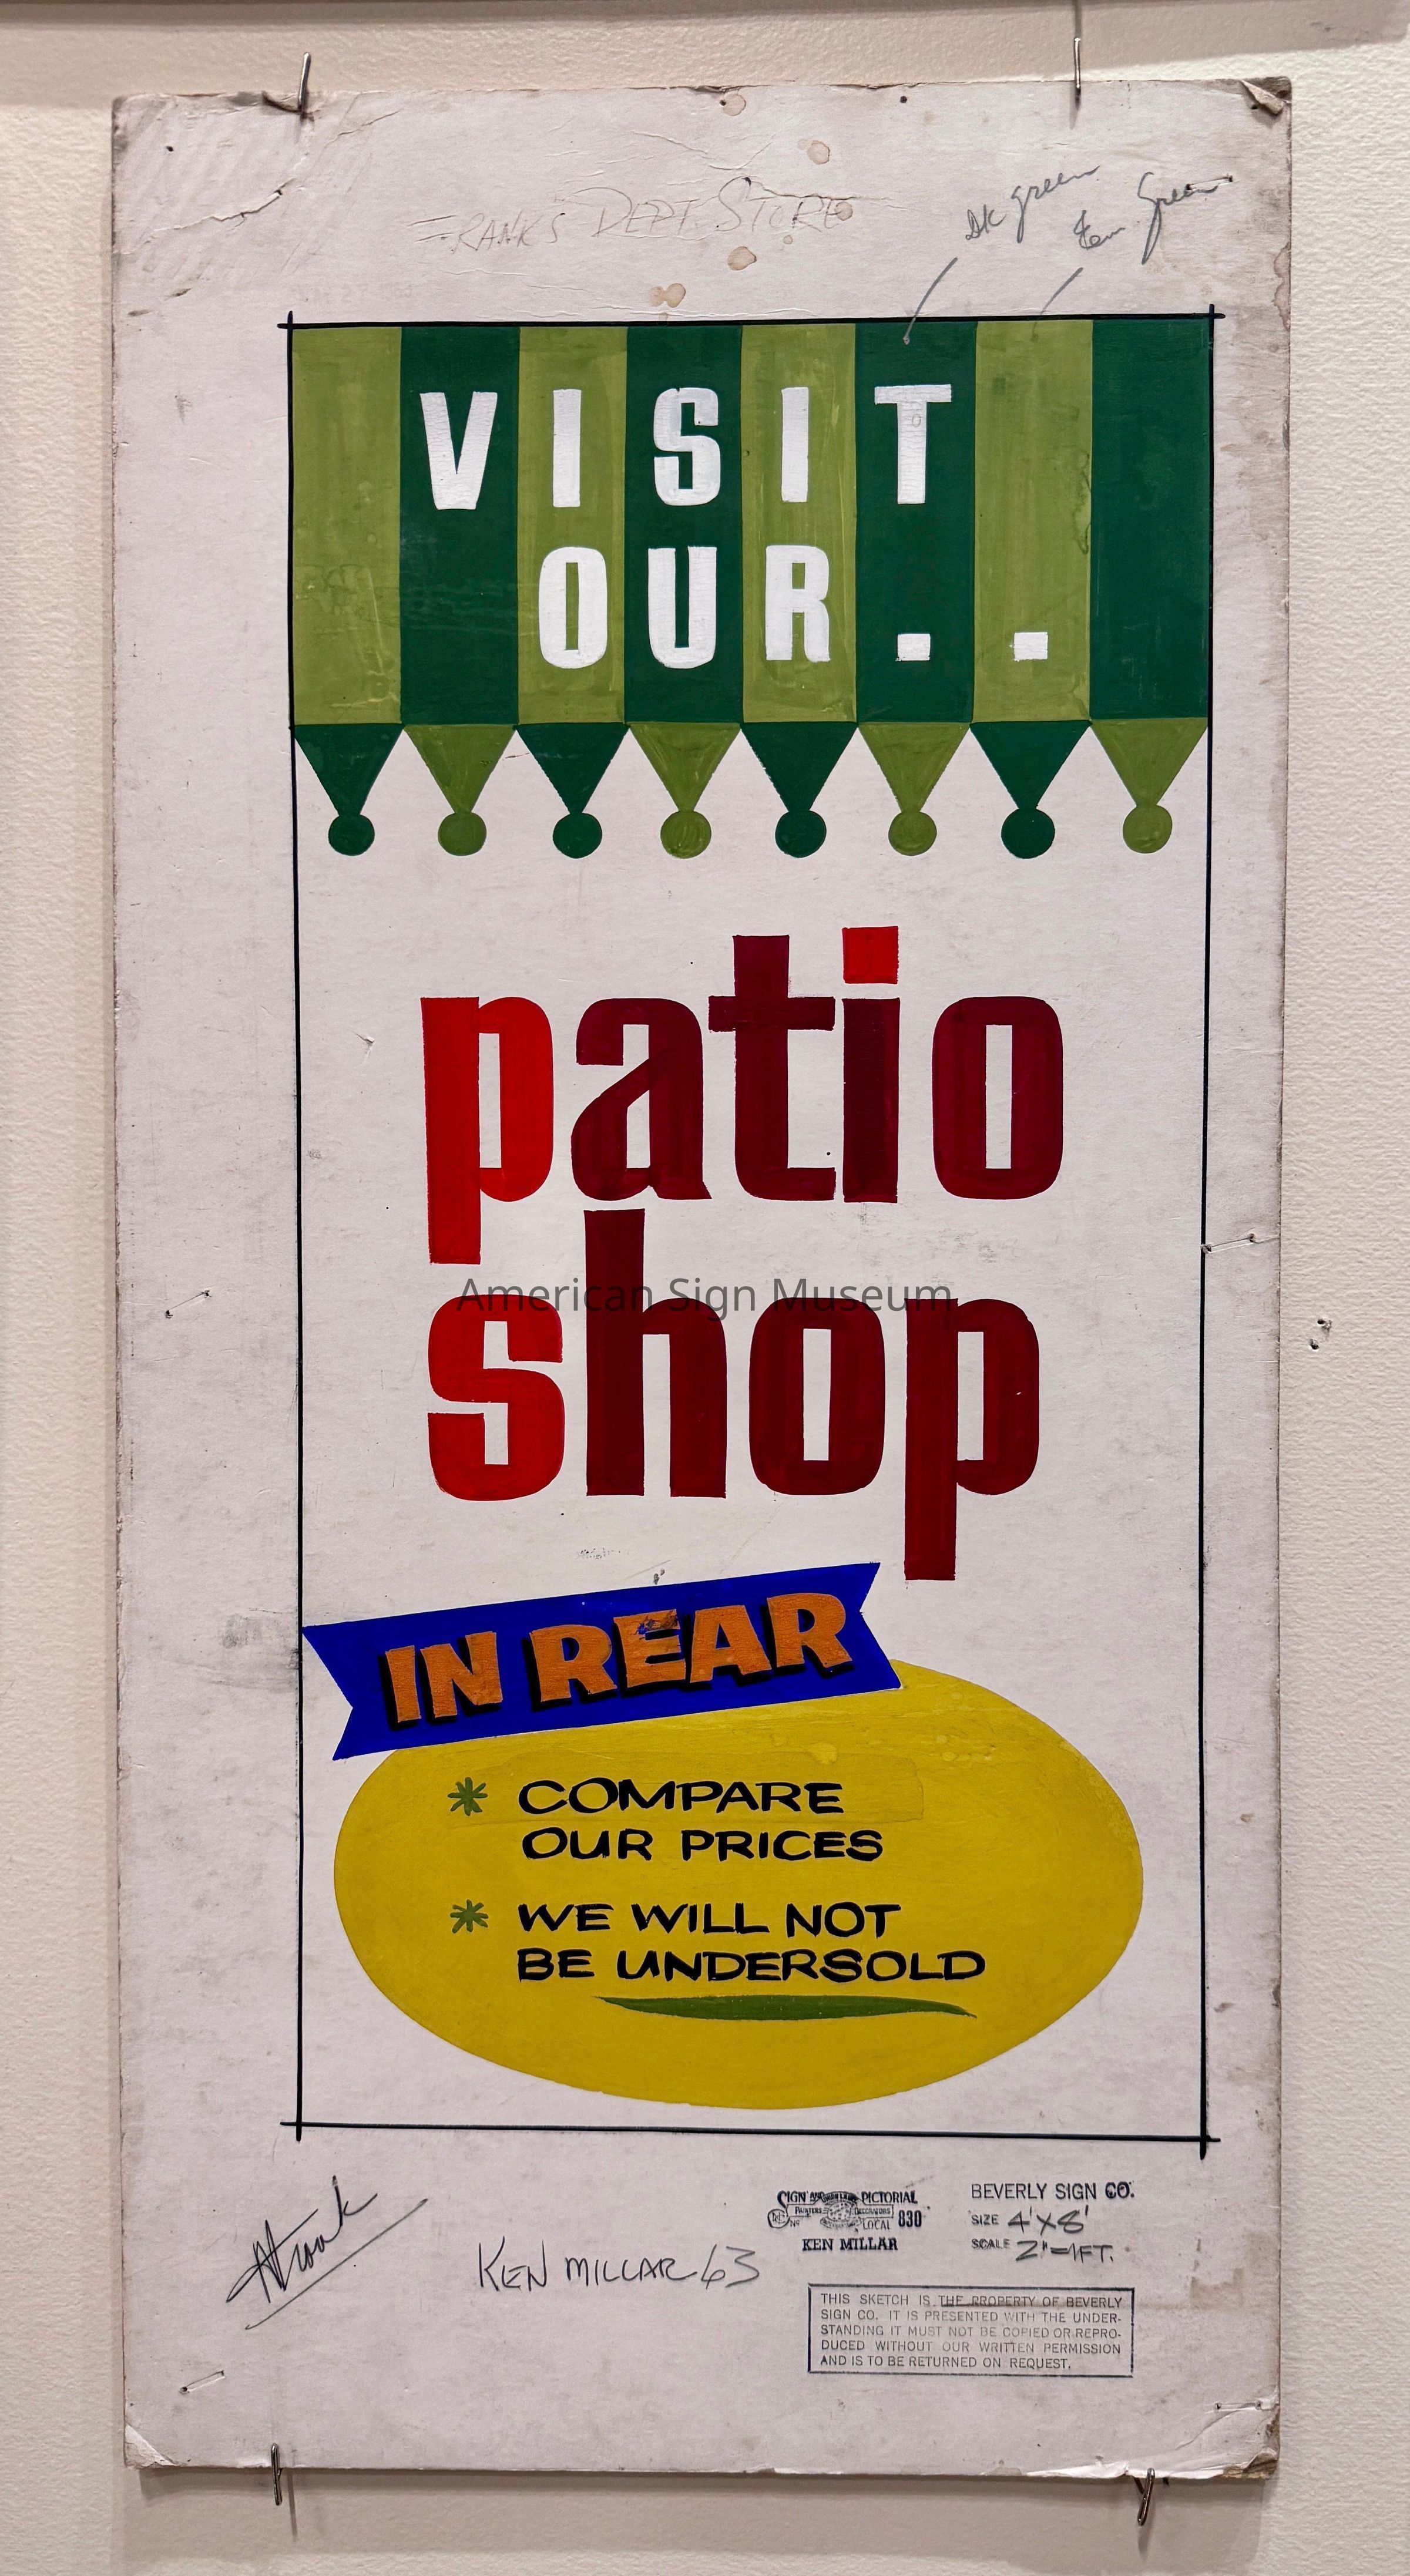 FRANK'S DEPT. STORE
dk green
Green
VISIT
OUR..
patio
shop
American Sign Museum
IN REAR
* COMPARE
OUR PRICES
* WE WILL NOT
BE UNDERSOLD
KEN MILLAR 63
SIGN AND PICTORIAL
PAINTERS DECORATORS
LOCAL 830
KEN MILLAR
BEVERLY SIGN CO.
SIZE 4'X8'
SCALE 2"=1FT.
THIS SKETCH IS THE PROPERTY OF BEVERLY
SIGN CO. IT IS PRESENTED WITH THE UNDER-
STANDING IT MUST NOT BE COPIED OR REPRO-
DUCED WITHOUT OUR WRITTEN PERMISSION
AND IS TO BE RETURNED ON REQUEST.